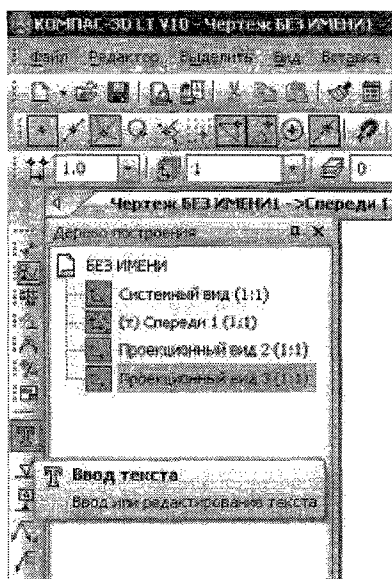 КОМПАС-3D LT V10 - Чертеж БЕЗ ИМЕНИ1 -
Файл Редактор Выделить Вид Вставка
1.0 1 0
Чертеж БЕЗ ИМЕНИ1 ->Спереди 1
Дерево построения
БЕЗ ИМЕНИ
Системный вид (1:1)
(т) Спереди 1 (1:1)
Проекционный вид 2 (1:1)
Проекционный вид 3 (1:1)
Ввод текста
Ввод или редактирование текста